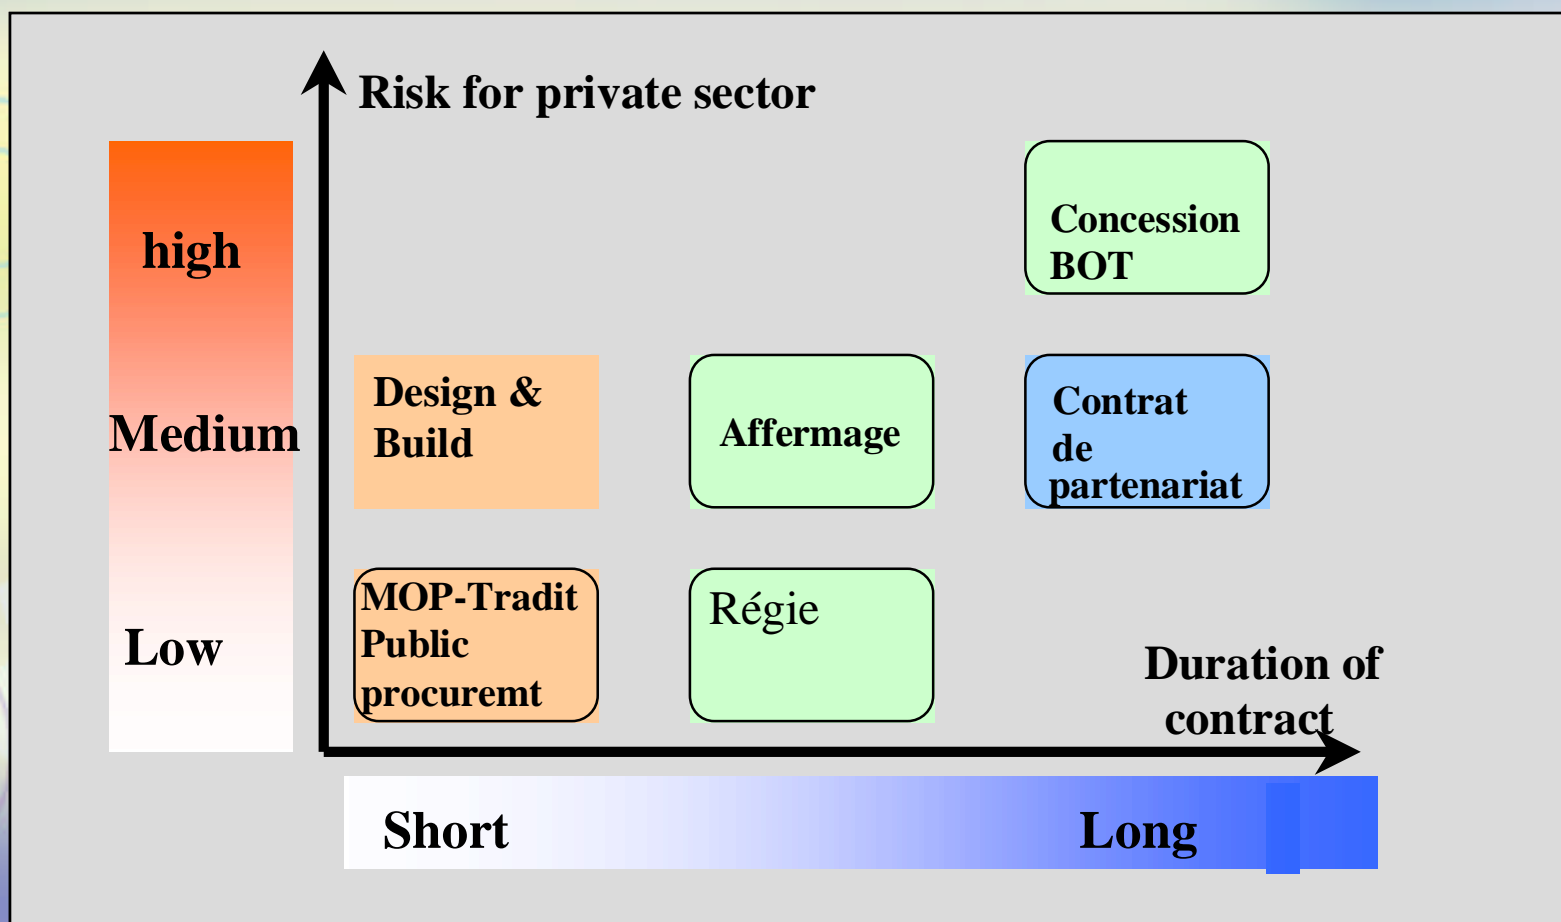 Risk for private sector
high
Concession
BOT
Medium
Design &
Build
Affermage
Contrat
de
partenariat
Low
MOP-Tradit
Public
procuremt
Régie
Duration of
contract
Short
Long